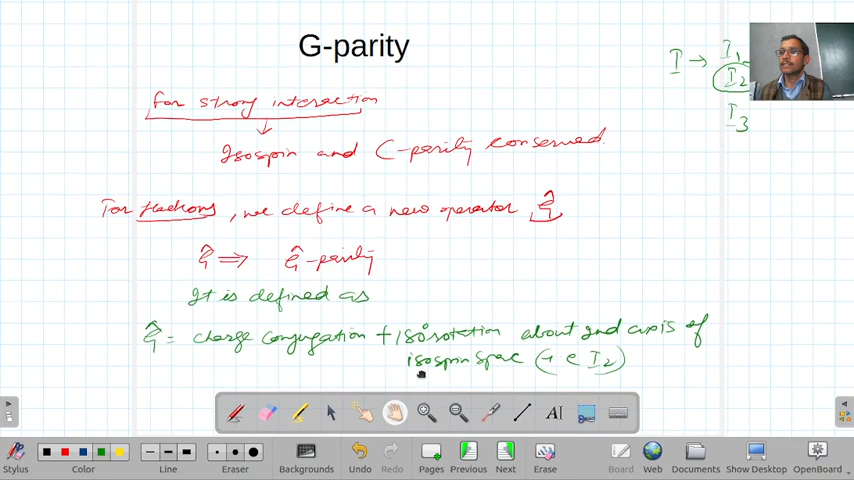 G-parity
I → I1
I2
I3
For strong interaction
↓
Isospin and C-parity conserved.
For Hadrons, we define a new operator Ĝ
Ĝ ⇒ Ĝ-parity
It is defined as
Ĝ = charge conjugation + isorotation about 2nd axis of
isospin space (i.e I2)
Stylus
Color
Line
Eraser
Backgrounds
Undo
Redo
Pages
Previous
Next
Erase
Board
Web
Documents
Show Desktop
OpenBoard